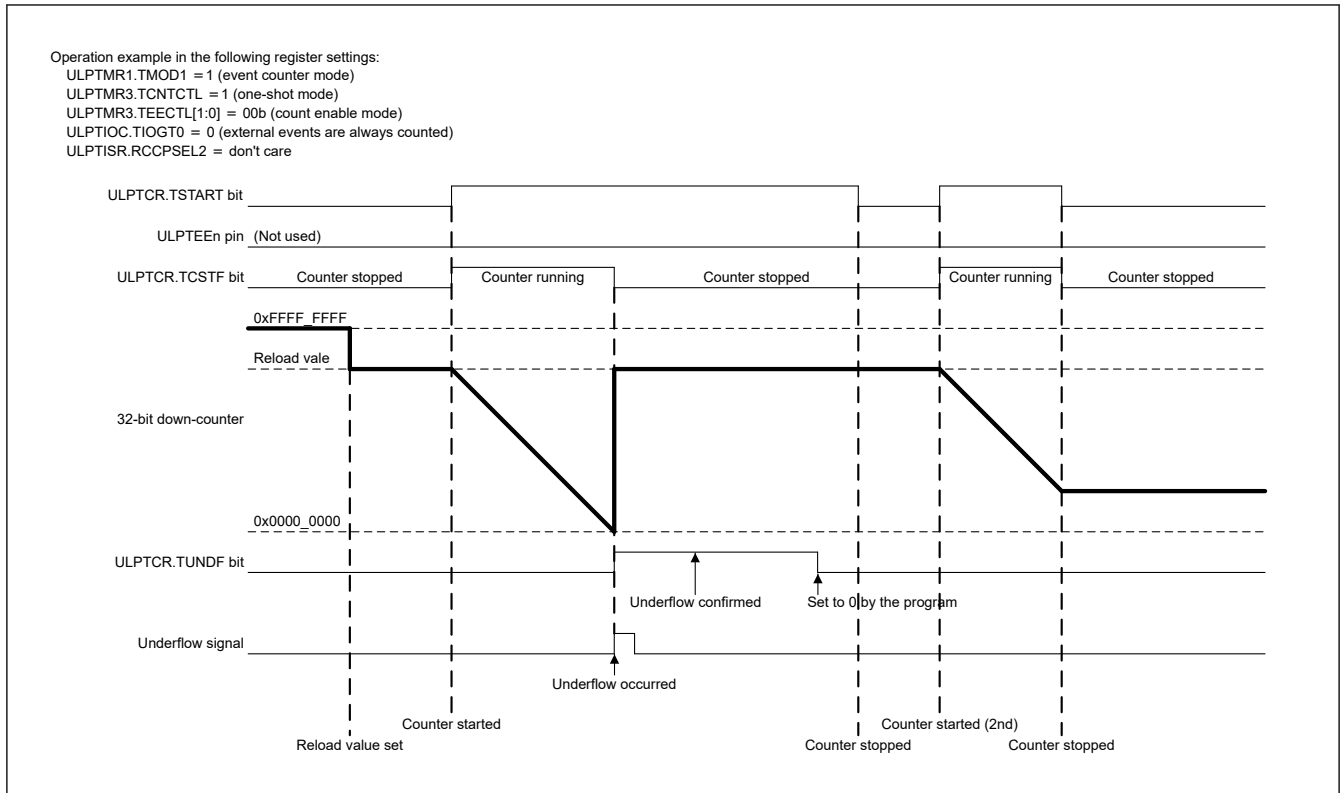 Operation example in the following register settings:
ULPTMR1.TMOD1 = 1 (event counter mode)
ULPTMR3.TCNTCTL = 1 (one-shot mode)
ULPTMR3.TEECTL[1:0] = 00b (count enable mode)
ULPTIOC.TIOGT0 = 0 (external events are always counted)
ULPTISR.RCCPSEL2 = don't care
ULPTCR.TSTART bit
ULPTEEn pin (Not used)
ULPTCR.TCSTF bit Counter stopped Counter running Counter stopped Counter running Counter stopped
0xFFFF_FFFF
Reload vale
32-bit down-counter
0x0000_0000
ULPTCR.TUNDF bit
Underflow confirmed Set to 0 by the program
Underflow signal
Underflow occurred
Counter started Counter started (2nd)
Reload value set Counter stopped Counter stopped